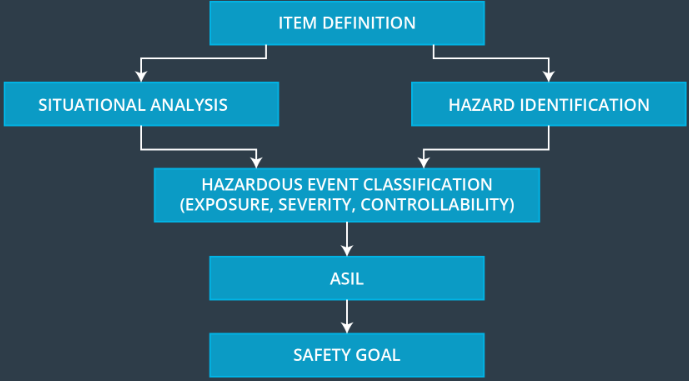 ITEM DEFINITION
SITUATIONAL ANALYSIS
HAZARD IDENTIFICATION
HAZARDOUS EVENT CLASSIFICATION
(EXPOSURE, SEVERITY, CONTROLLABILITY)
ASIL
SAFETY GOAL